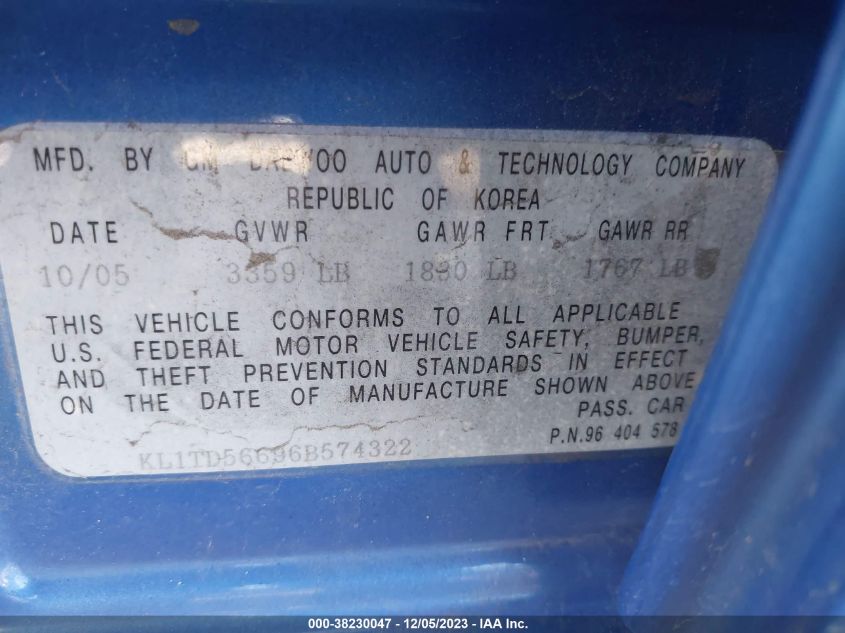 MFD. BY GM DAEWOO AUTO & TECHNOLOGY COMPANY
REPUBLIC OF KOREA
DATE GVWR GAWR FRT GAWR RR
10/05 3359 LB 1830 LB 1767 LB
THIS VEHICLE CONFORMS TO ALL APPLICABLE
U.S. FEDERAL MOTOR VEHICLE SAFETY, BUMPER,
AND THEFT PREVENTION STANDARDS IN EFFECT
ON THE DATE OF MANUFACTURE SHOWN ABOVE
PASS. CAR
P.N.96 404 578
KL1TD56696B574322
000-38230047 - 12/05/2023 - IAA Inc.